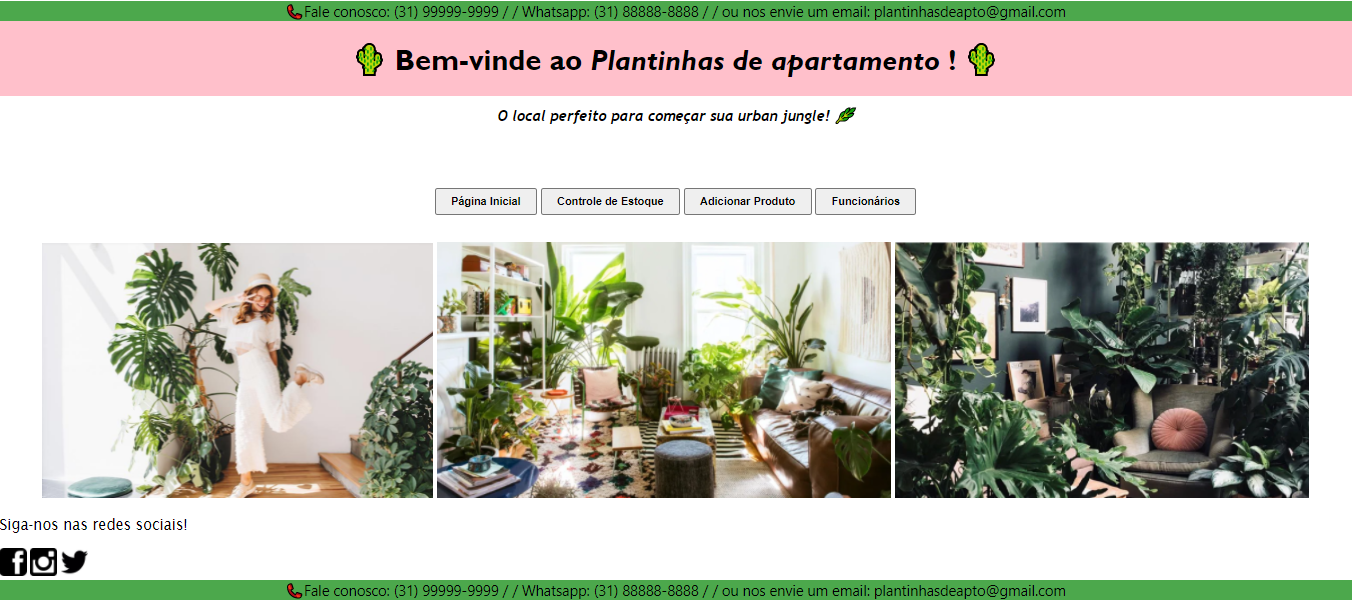 📞Fale conosco: (31) 99999-9999 / / Whatsapp: (31) 88888-8888 / / ou nos envie um email: plantinhasdeapto@gmail.com
🌵 Bem-vinde ao Plantinhas de apartamento ! 🌵
O local perfeito para começar sua urban jungle! 🌿
Página Inicial Controle de Estoque Adicionar Produto Funcionários
Siga-nos nas redes sociais!
📞Fale conosco: (31) 99999-9999 / / Whatsapp: (31) 88888-8888 / / ou nos envie um email: plantinhasdeapto@gmail.com